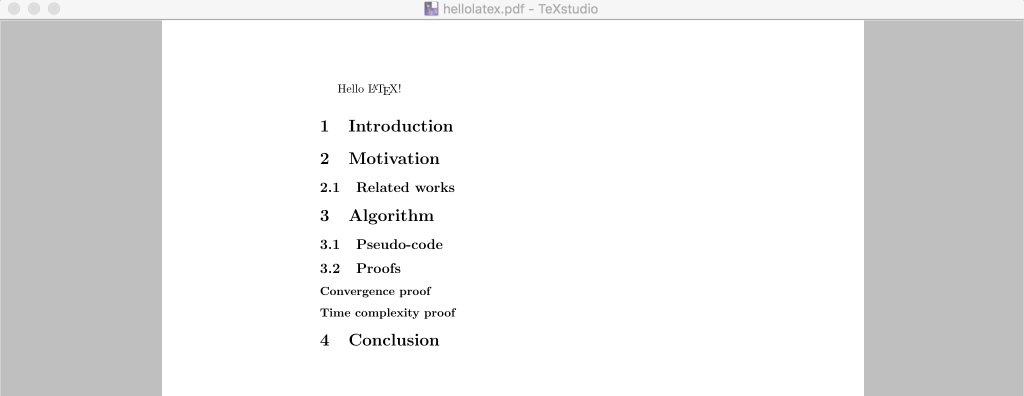 hellolatex.pdf - TeXstudio
Hello LATEX!
1 Introduction
2 Motivation
2.1 Related works
3 Algorithm
3.1 Pseudo-code
3.2 Proofs
Convergence proof
Time complexity proof
4 Conclusion